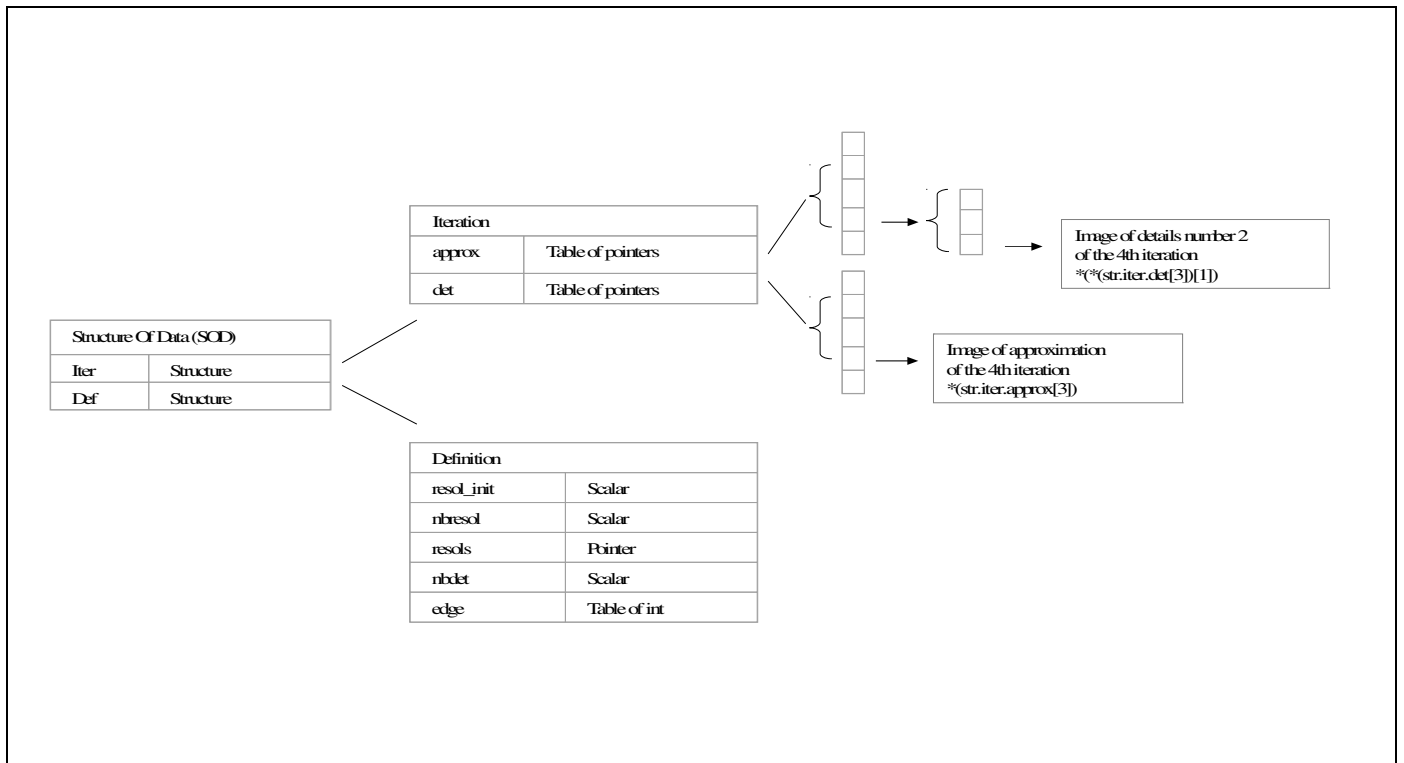 Iteration
approx Table of pointers
det Table of pointers
Image of details number 2
of the 4th iteration
*(*(str.iter.det[3])[1])
Structure Of Data (SOD)
Iter Structure
Def Structure
Image of approximation
of the 4th iteration
*(str.iter.approx[3])
Definition
resol_init Scalar
nbresol Scalar
resols Pointer
nbdet Scalar
edge Table of int